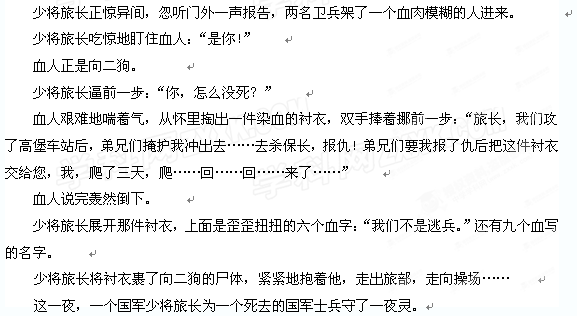 少将旅长正惊异间，忽听门外一声报告，两名卫兵架了一个血肉模糊的人进来。
少将旅长吃惊地盯住血人：“是你!”
血人正是向二狗。
少将旅长逼前一步：“你，怎么没死？”
血人艰难地喘着气，从怀里掏出一件染血的衬衣，双手捧着挪前一步：“旅长，我们攻
了高堡车站后，弟兄们掩护我冲出去……去杀保长，报仇！弟兄们要我报了仇后把这件衬衣
交给您，我，爬了三天，爬……回……回……来了……”
血人说完轰然倒下。
少将旅长展开那件衬衣，上面是歪歪扭扭的六个血字：“我们不是逃兵。”还有九个血写
的名字。
少将旅长将衬衣裹了向二狗的尸体，紧紧地抱着他，走出旅部，走向操场……
这一夜，一个国军少将旅长为一个死去的国军士兵守了一夜灵。